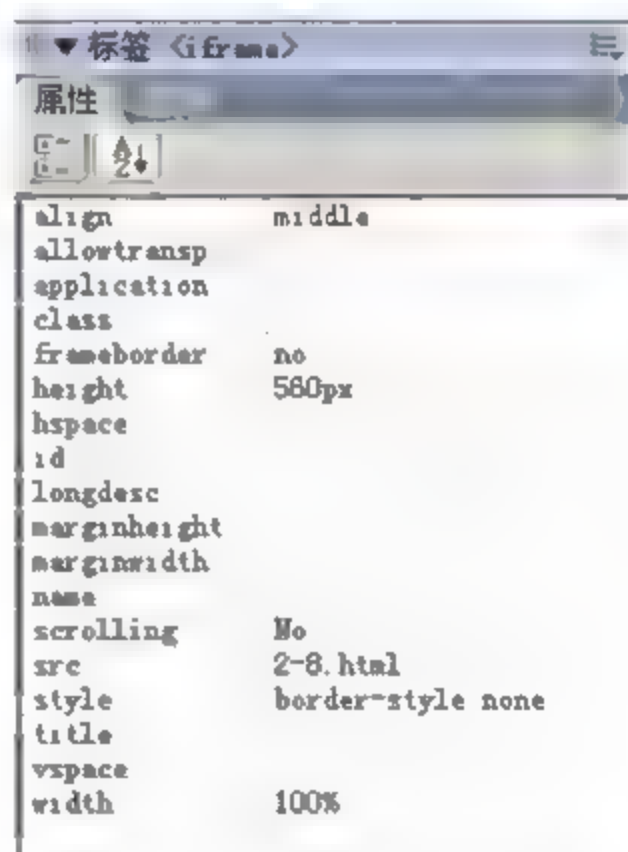 标签 <iframe>
属性
align middle
allowtransp
application
class
frameborder no
height 560px
hspace
id
longdesc
marginheight
marginwidth
name
scrolling No
src 2-8.html
style border-style none
title
vspace
width 100%